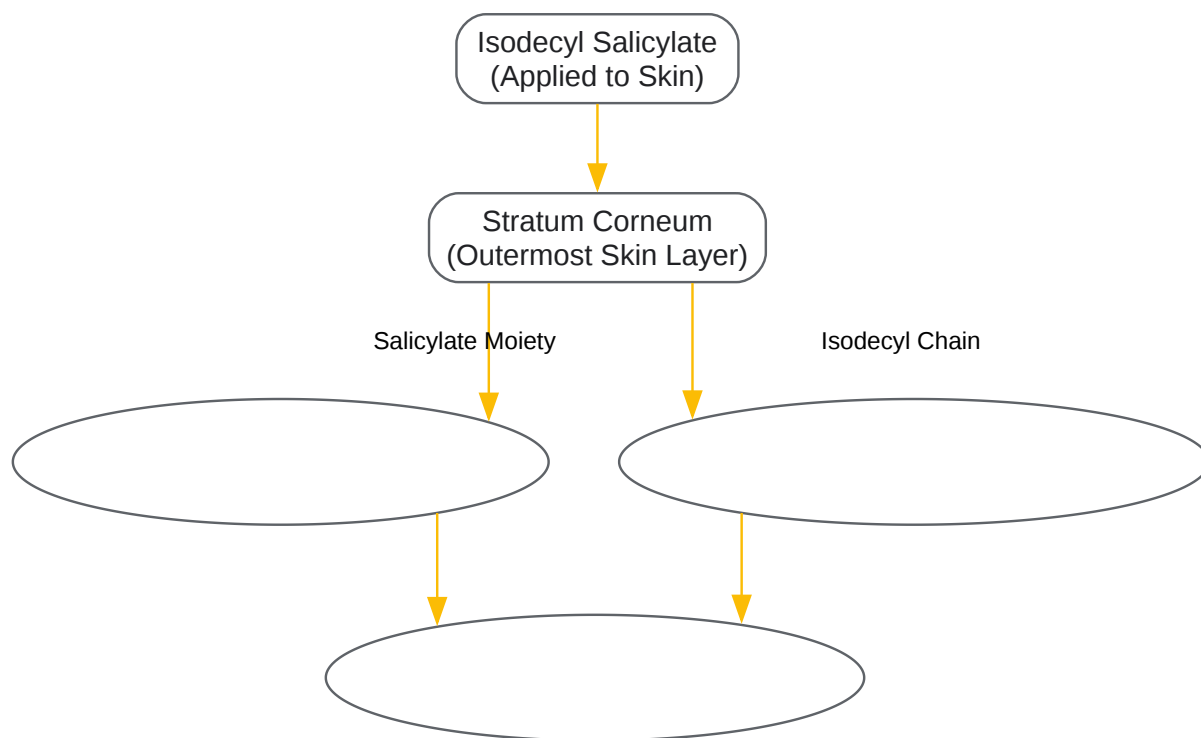 Isodecyl Salicylate
(Applied to Skin)
Stratum Corneum
(Outermost Skin Layer)
Salicylate Moiety
Isodecyl Chain